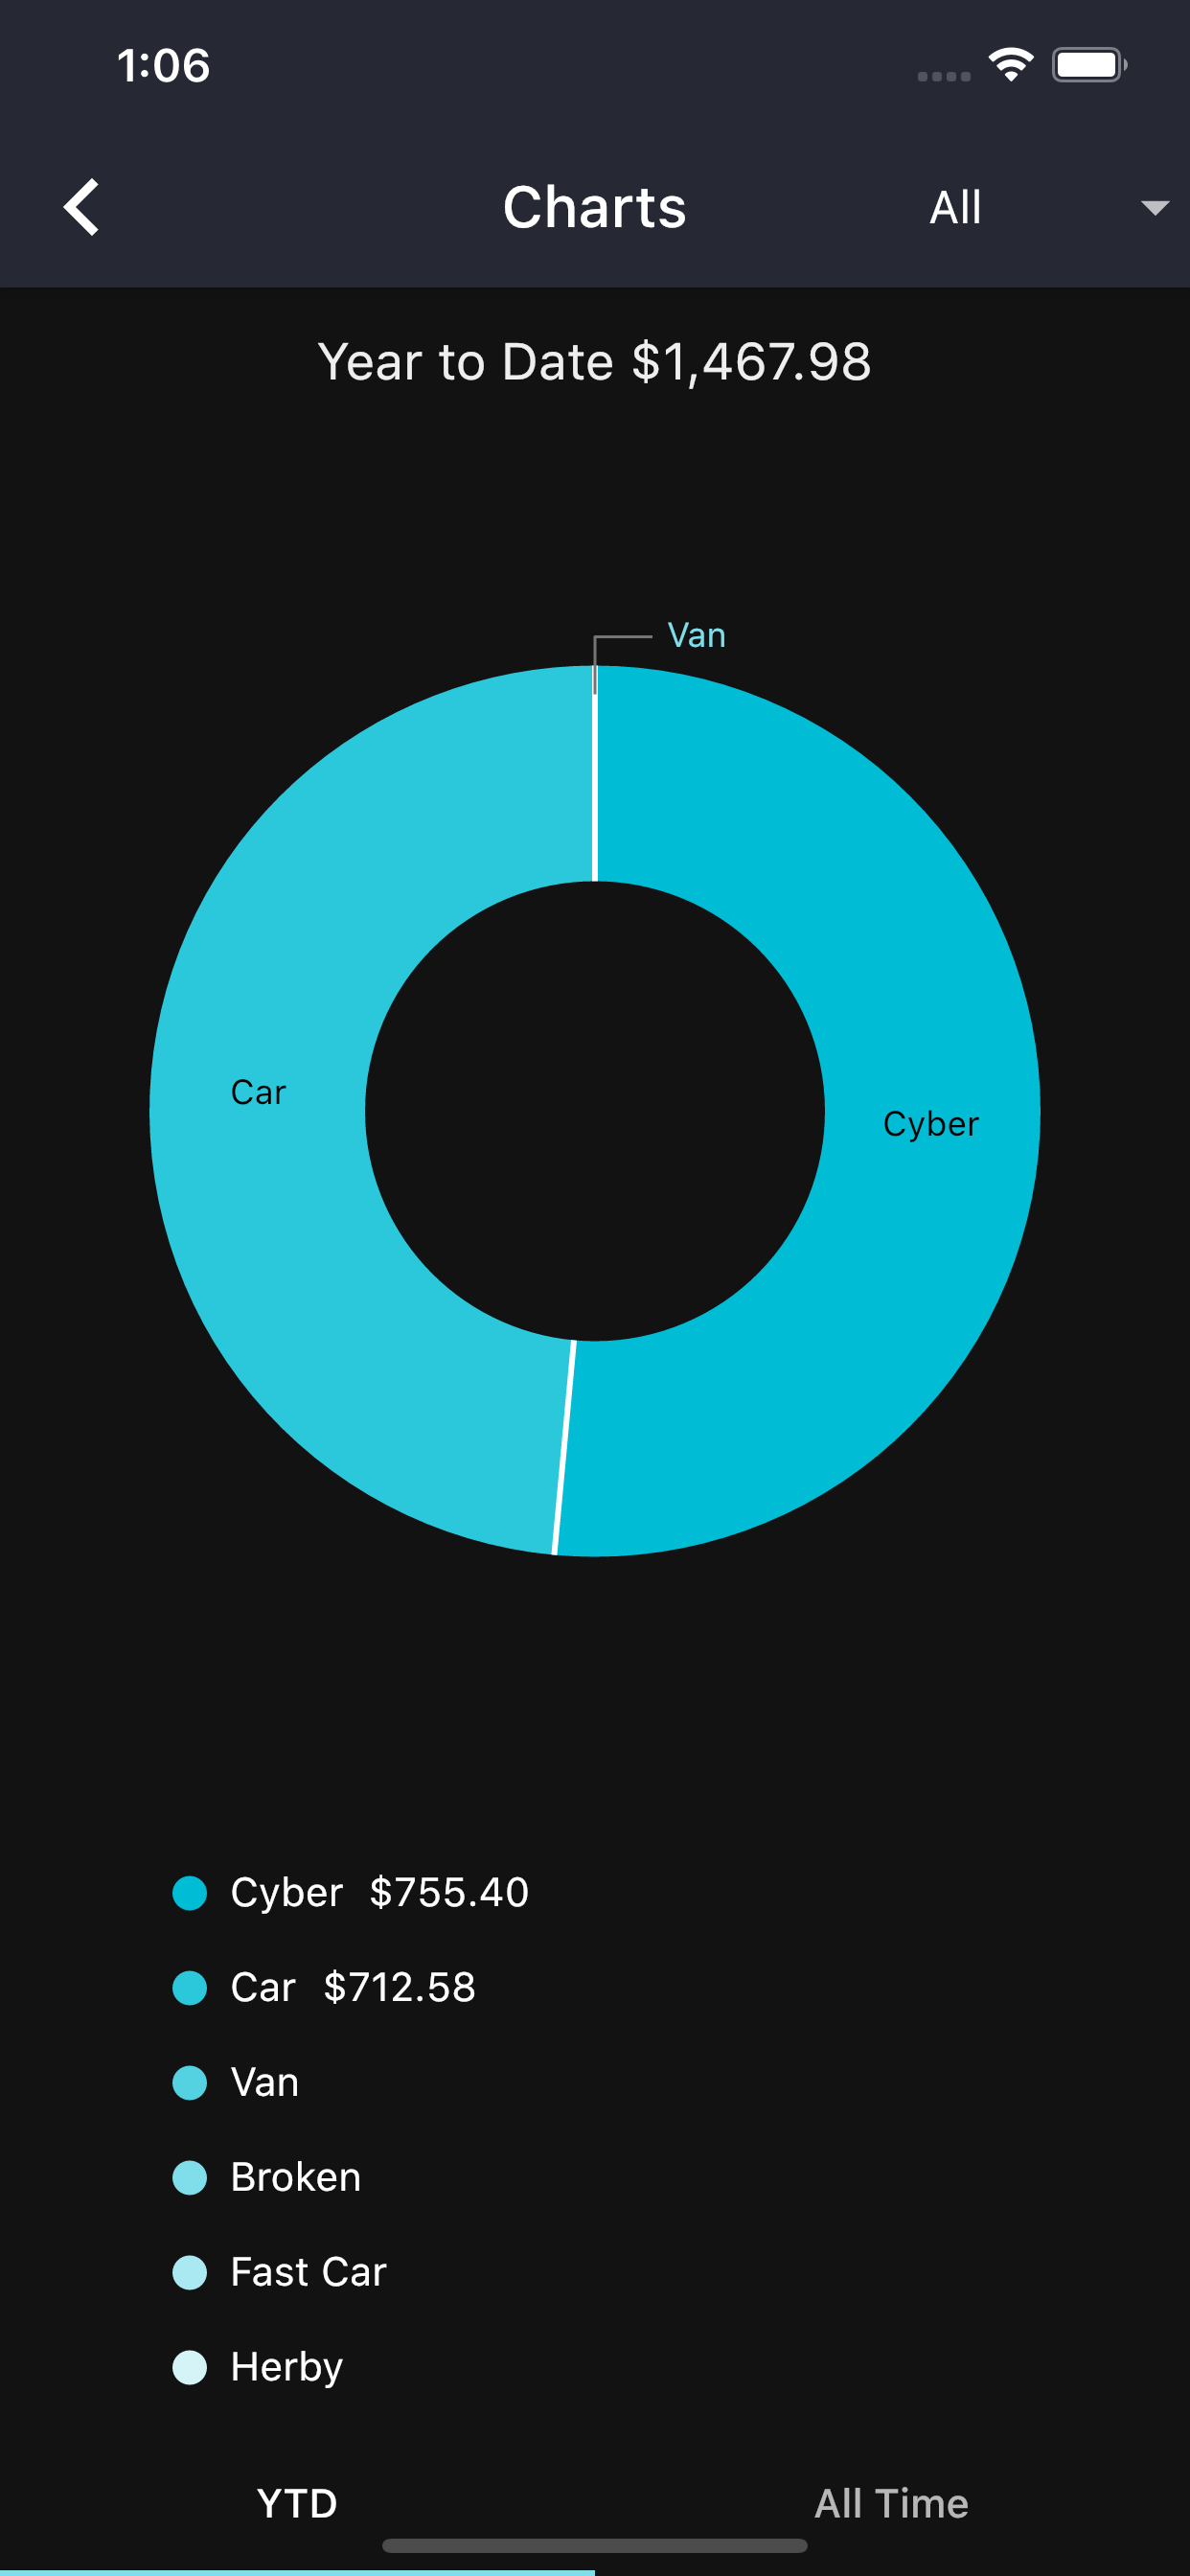 1:06
Charts All
Year to Date $1,467.98
Van
Car
Cyber
Cyber $755.40
Car $712.58
Van
Broken
Fast Car
Herby
YTD All Time